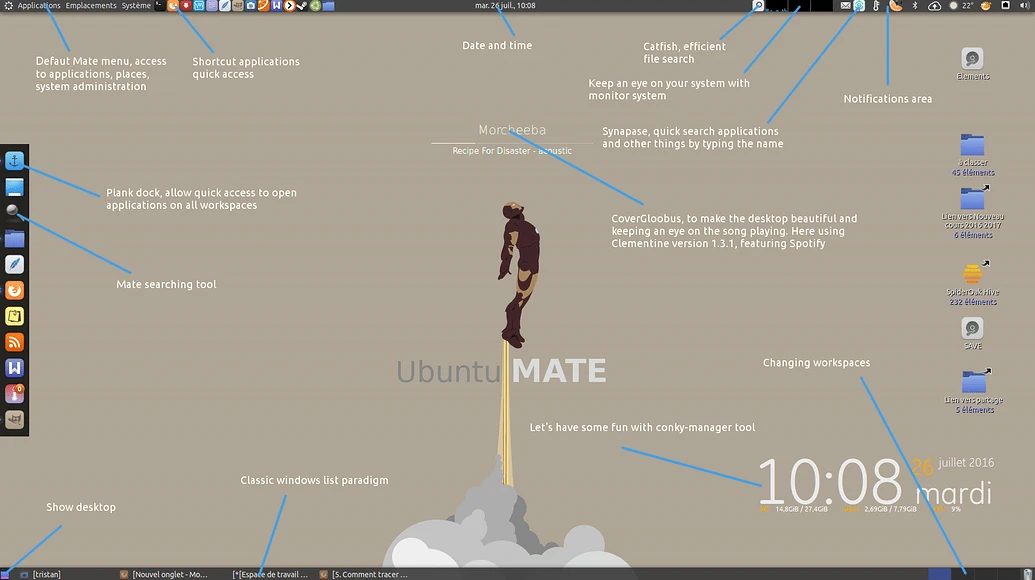 Applications Emplacements Système
mar. 26 juil., 10:08
22°
Defaut Mate menu, access
to applications, places,
system administration
Shortcut applications
quick access
Date and time
Catfish, efficient
file search
Keep an eye on your system with
monitor system
Notifications area
Elements
Morcheeba
Recipe For Disaster - acoustic
Synapase, quick search applications
and other things by typing the name
à classer
45 éléments
Plank dock, allow quick access to open
applications on all workspaces
CoverGloobus, to make the desktop beautiful and
keeping an eye on the song playing. Here using
Clementine version 1.3.1, featuring Spotify
Lien vers Nouveau
cours 2016 2017
6 éléments
Mate searching tool
SpiderOak Hive
232 éléments
SAVE
Ubuntu MATE
Changing workspaces
Lien vers partage
5 éléments
Let's have some fun with conky-manager tool
10:08
26 juillet 2016
mardi
14,8GiB / 27,4GiB
2,69GiB / 7,79GiB
9%
Classic windows list paradigm
Show desktop
[tristan]
[Nouvel onglet - Mo...
[*[Espace de travail ...
[5. Comment tracer ...